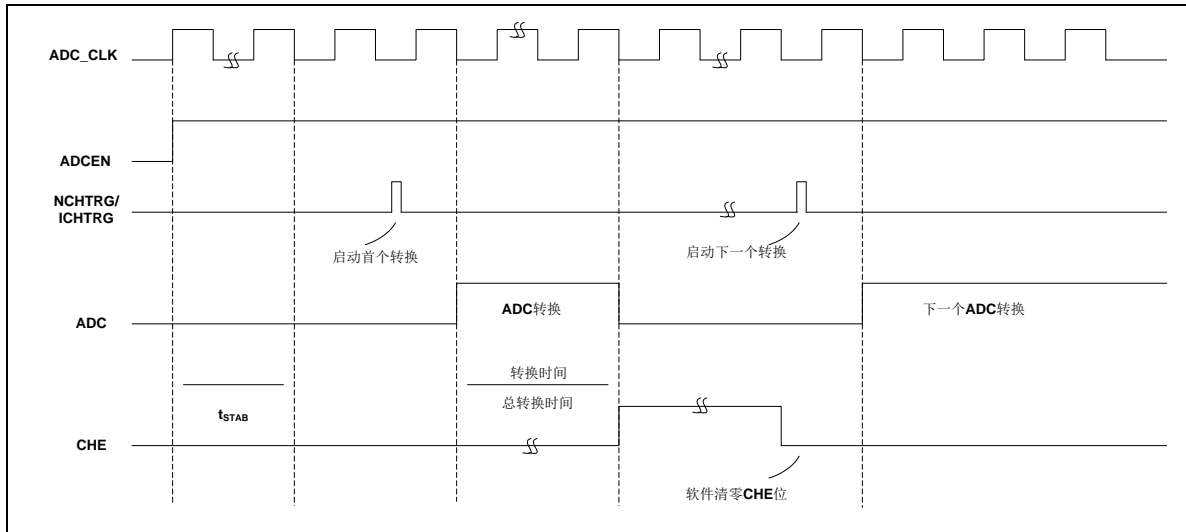 ADC_CLK
ADCEN
NCHTRG/
ICHTRG
启动首个转换
启动下一个转换
ADC
ADC转换
下一个ADC转换
转换时间
总转换时间
tSTAB
CHE
软件清零CHE位